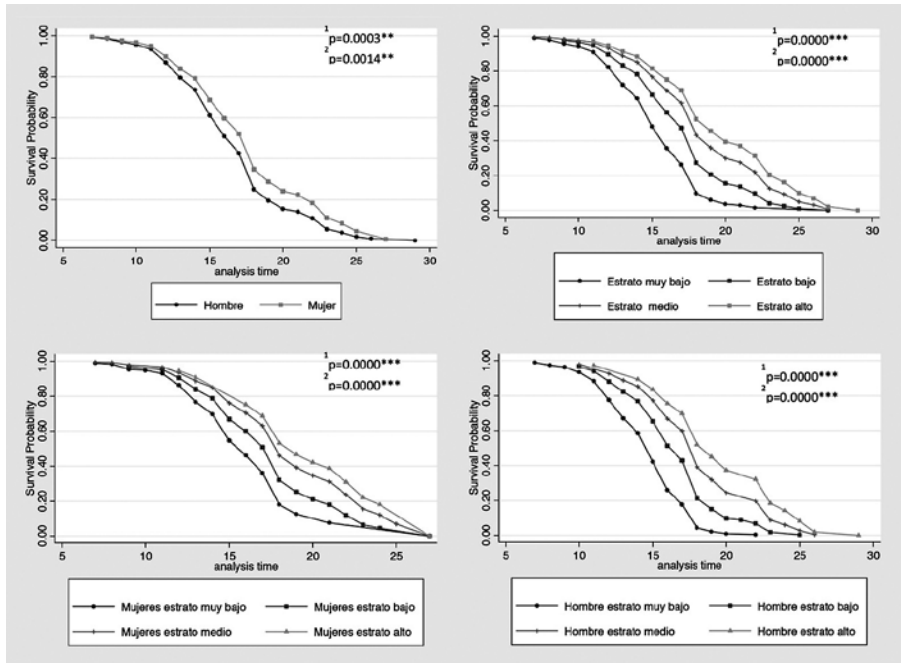 1 p=0.0003**
2 p=0.0014**
Survival Probability
1.00
0.80
0.60
0.40
0.20
0.00
5 10 15 20 25 30
analysis time
Hombre Mujer
1 p=0.0000***
2 p=0.0000***
Survival Probability
1.00
0.80
0.60
0.40
0.20
0.00
5 10 15 20 25 30
analysis time
Estrato muy bajo Estrato bajo
Estrato medio Estrato alto
1 p=0.0000***
2 p=0.0000***
Survival Probability
1.00
0.80
0.60
0.40
0.20
0.00
5 10 15 20 25
analysis time
Mujeres estrato muy bajo Mujeres estrato bajo
Mujeres estrato medio Mujeres estrato alto
1 p=0.0000***
2 p=0.0000***
Survival Probability
1.00
0.80
0.60
0.40
0.20
0.00
5 10 15 20 25 30
analysis time
Hombre estrato muy bajo Hombre estrato bajo
Hombre estrato medio Hombre estrato alto